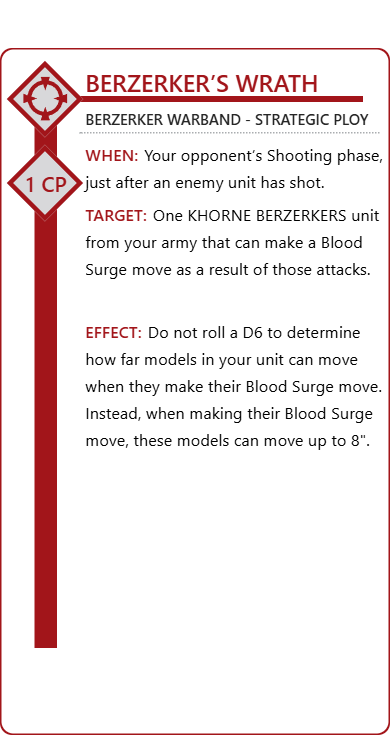 BERZERKER’S WRATH
BERZERKER WARBAND - STRATEGIC PLOY
1 CP
WHEN: Your opponent’s Shooting phase,
just after an enemy unit has shot.
TARGET: One KHORNE BERZERKERS unit
from your army that can make a Blood
Surge move as a result of those attacks.
EFFECT: Do not roll a D6 to determine
how far models in your unit can move
when they make their Blood Surge move.
Instead, when making their Blood Surge
move, these models can move up to 8".